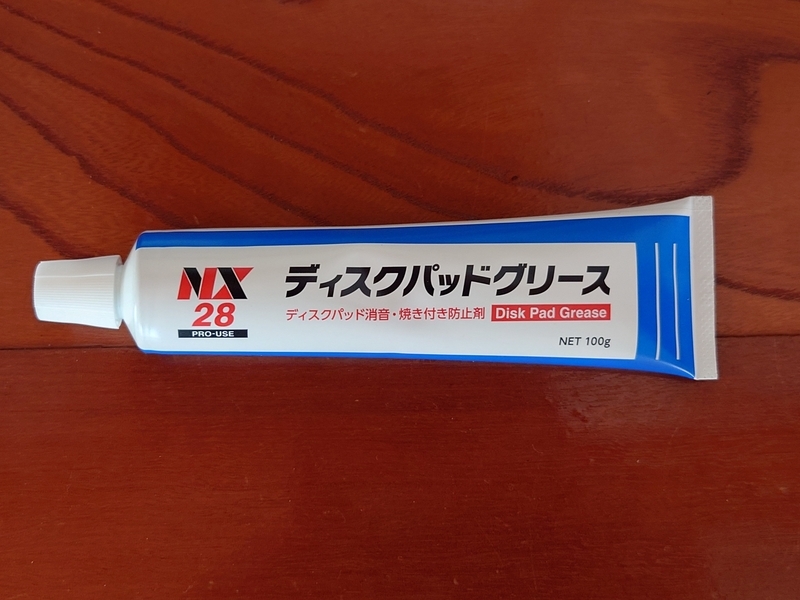 NX
28
PRO-USE
ディスクパッドグリース
ディスクパッド消音・焼き付き防止剤 Disk Pad Grease
NET 100g